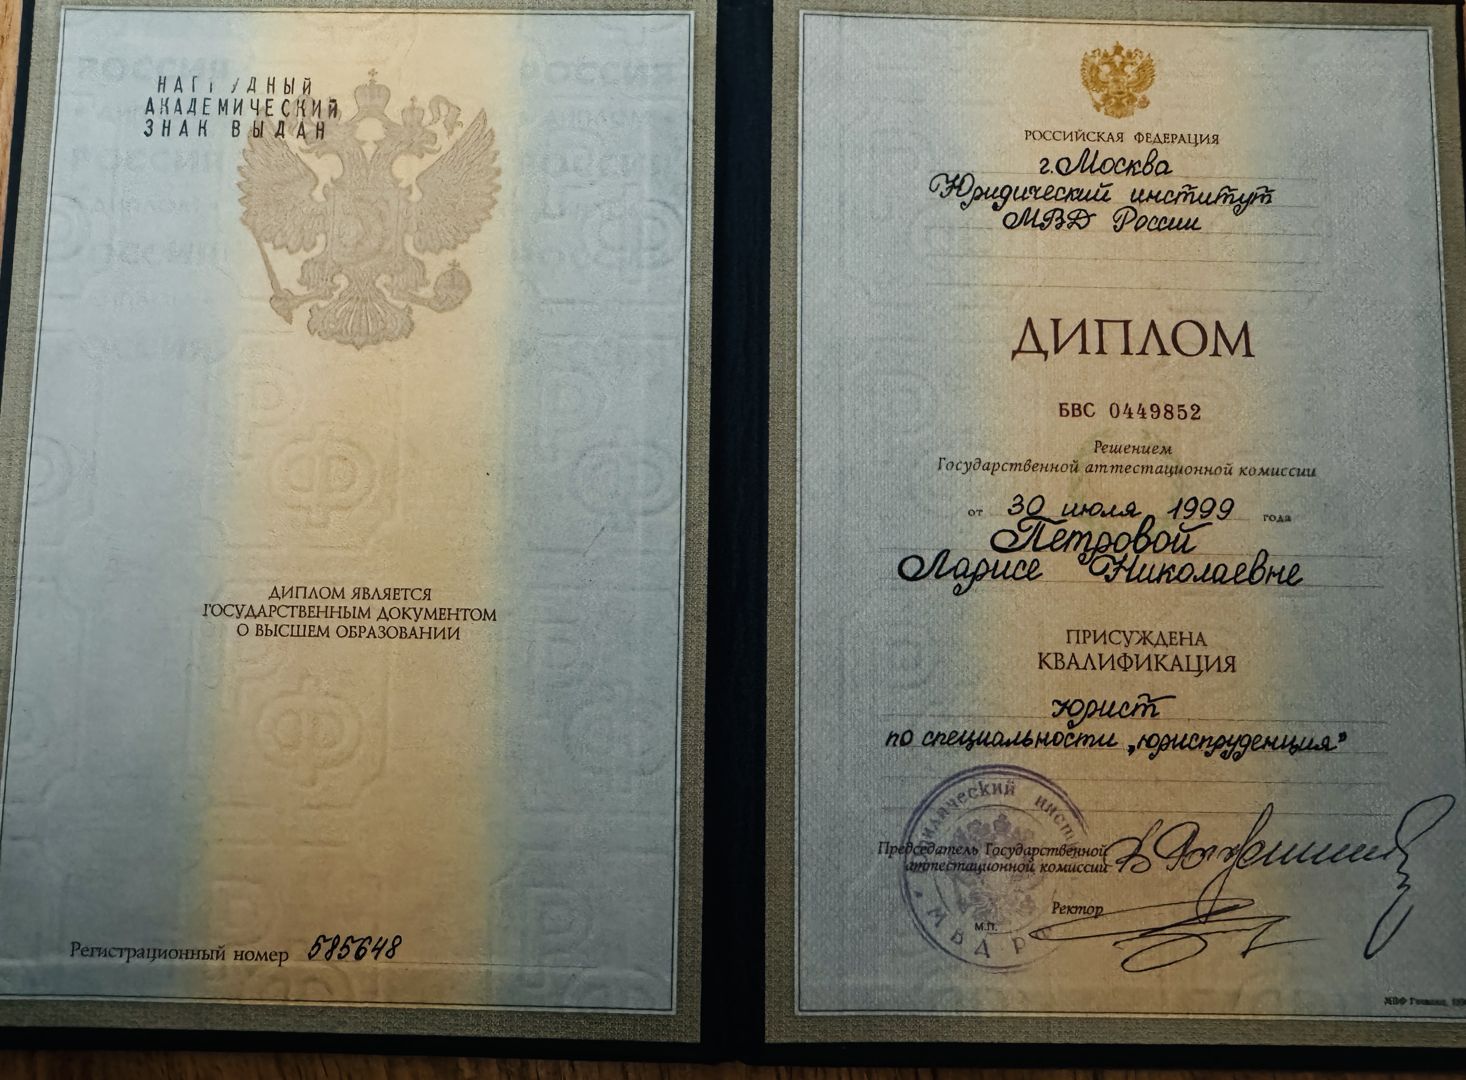 НАГРУДНЫЙ
АКАДЕМИЧЕСКИЙ
ЗНАК ВЫДАН
ДИПЛОМ ЯВЛЯЕТСЯ
ГОСУДАРСТВЕННЫМ ДОКУМЕНТОМ
О ВЫСШЕМ ОБРАЗОВАНИИ
Регистрационный номер 585648
РОССИЙСКАЯ ФЕДЕРАЦИЯ
г. Москва
Юридический институт
МВД России
ДИПЛОМ
БВС 0449852
Решением
Государственной аттестационной комиссии
от 30 июля 1999 года
Петровой
Ларисе Николаевне
ПРИСУЖДЕНА
КВАЛИФИКАЦИЯ
юрист
по специальности „юриспруденция"
Председатель Государственной
аттестационной комиссии
Ректор
М.П.